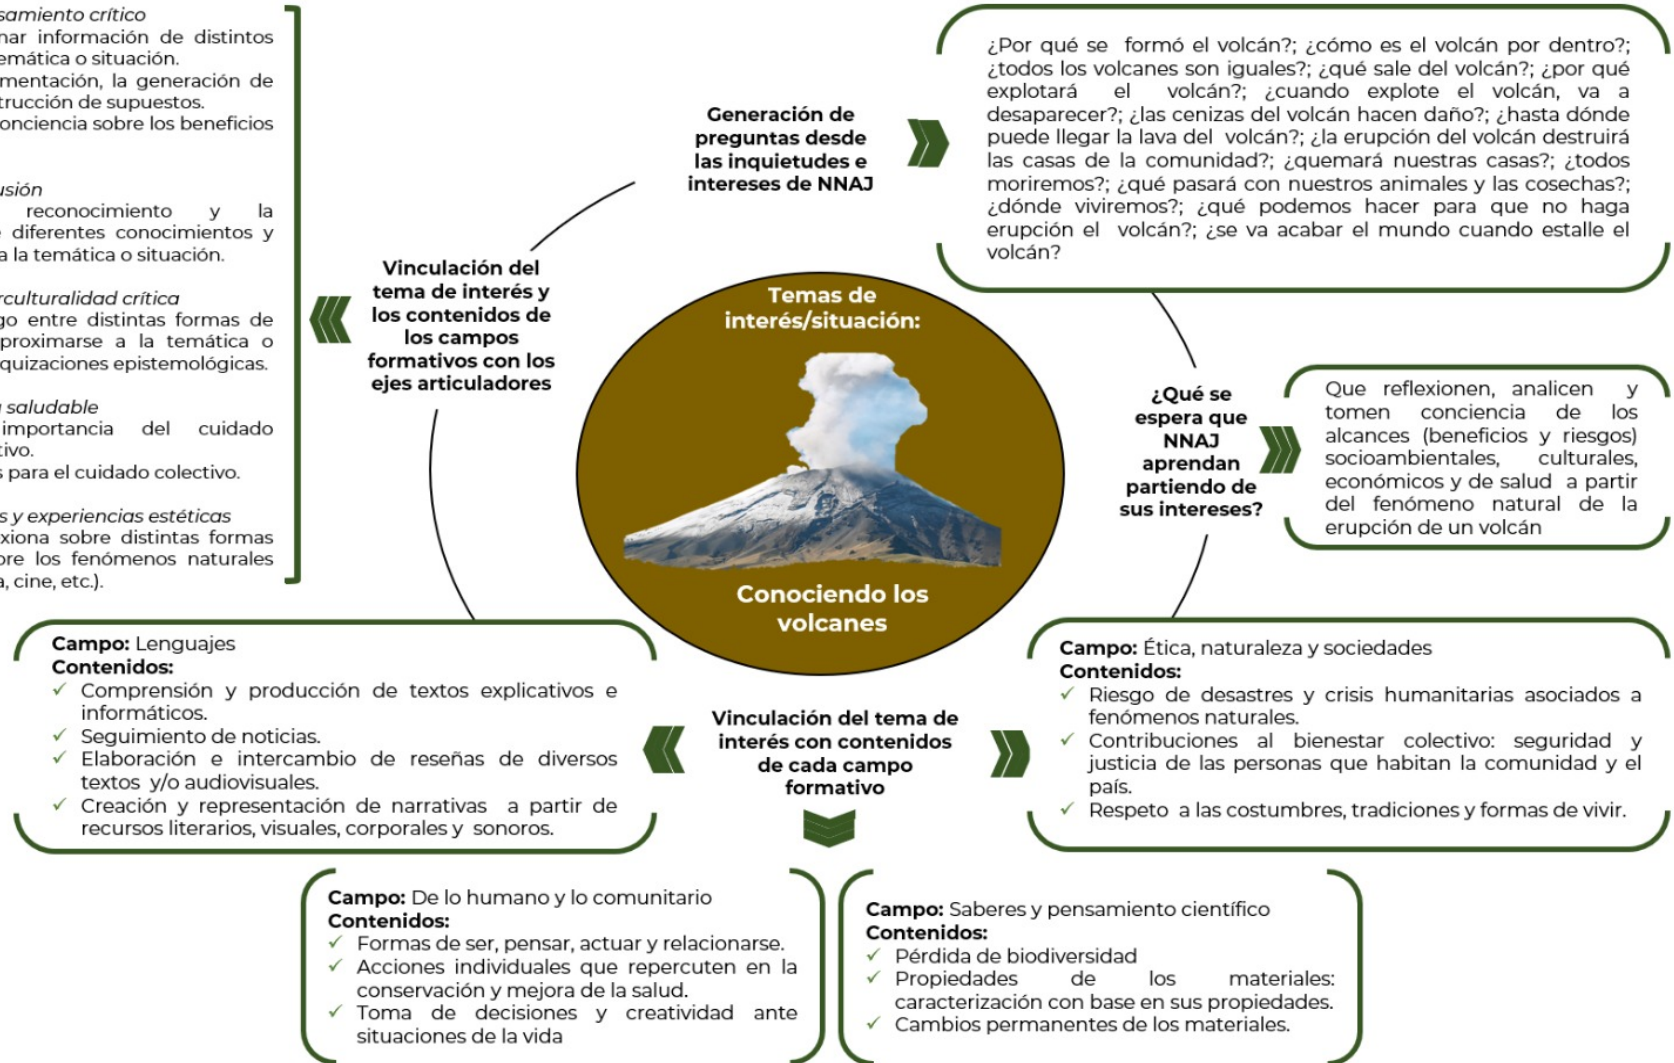 samiento crítico
nar información de distintos
emática o situación.
mentación, la generación de
strucción de supuestos.
onciencia sobre los beneficios
usión
reconocimiento y la
e diferentes conocimientos y
a la temática o situación.
erculturalidad crítica
go entre distintas formas de
proximarse a la temática o
quizaciones epistemológicas.
a saludable
importancia del cuidado
tivo.
s para el cuidado colectivo.
s y experiencias estéticas
xiona sobre distintas formas
bre los fenómenos naturales
a, cine, etc.).
Vinculación del
tema de interés y
los contenidos de
los campos
formativos con los
ejes articuladores
Generación de
preguntas desde
las inquietudes e
intereses de NNAJ
¿Por qué se formó el volcán?; ¿cómo es el volcán por dentro?;
¿todos los volcanes son iguales?; ¿qué sale del volcán?; ¿por qué
explotará el volcán?; ¿cuando explote el volcán, va a
desaparecer?; ¿las cenizas del volcán hacen daño?; ¿hasta dónde
puede llegar la lava del volcán?; ¿la erupción del volcán destruirá
las casas de la comunidad?; ¿quemará nuestras casas?; ¿todos
moriremos?; ¿qué pasará con nuestros animales y las cosechas?;
¿dónde viviremos?; ¿qué podemos hacer para que no haga
erupción el volcán?; ¿se va acabar el mundo cuando estalle el
volcán?
Temas de
interés/situación:
Conociendo los
volcanes
¿Qué se
espera que
NNAJ
aprendan
partiendo de
sus intereses?
Que reflexionen, analicen y
tomen conciencia de los
alcances (beneficios y riesgos)
socioambientales, culturales,
económicos y de salud a partir
del fenómeno natural de la
erupción de un volcán
Campo: Lenguajes
Contenidos:
✓ Comprensión y producción de textos explicativos e
informáticos.
✓ Seguimiento de noticias.
✓ Elaboración e intercambio de reseñas de diversos
textos y/o audiovisuales.
✓ Creación y representación de narrativas a partir de
recursos literarios, visuales, corporales y sonoros.
Vinculación del tema de
interés con contenidos
de cada campo
formativo
Campo: Ética, naturaleza y sociedades
Contenidos:
✓ Riesgo de desastres y crisis humanitarias asociados a
fenómenos naturales.
✓ Contribuciones al bienestar colectivo: seguridad y
justicia de las personas que habitan la comunidad y el
país.
✓ Respeto a las costumbres, tradiciones y formas de vivir.
Campo: De lo humano y lo comunitario
Contenidos:
✓ Formas de ser, pensar, actuar y relacionarse.
✓ Acciones individuales que repercuten en la
conservación y mejora de la salud.
✓ Toma de decisiones y creatividad ante
situaciones de la vida
Campo: Saberes y pensamiento científico
Contenidos:
✓ Pérdida de biodiversidad
✓ Propiedades de los materiales:
caracterización con base en sus propiedades.
✓ Cambios permanentes de los materiales.